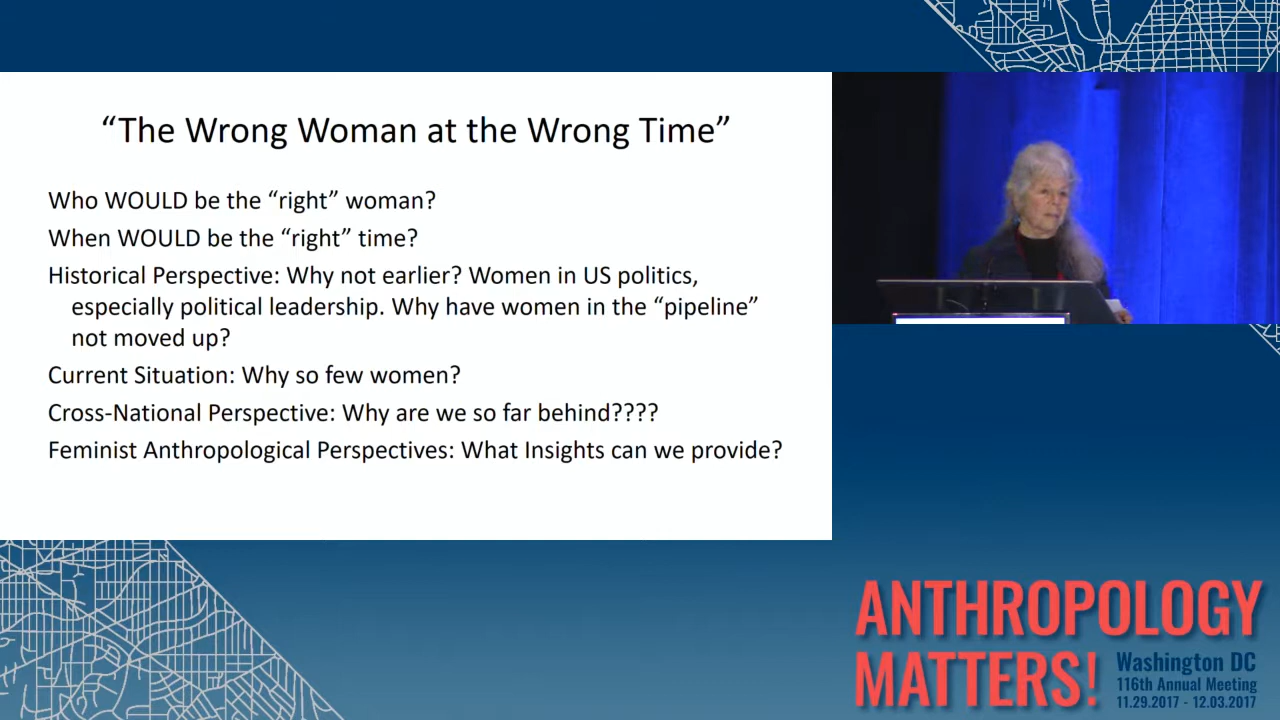 “The Wrong Woman at the Wrong Time”
Who WOULD be the “right” woman?
When WOULD be the “right” time?
Historical Perspective: Why not earlier? Women in US politics,
especially political leadership. Why have women in the “pipeline”
not moved up?
Current Situation: Why so few women?
Cross-National Perspective: Why are we so far behind????
Feminist Anthropological Perspectives: What Insights can we provide?
ANTHROPOLOGY
MATTERS!
Washington DC
116th Annual Meeting
11.29.2017 - 12.03.2017